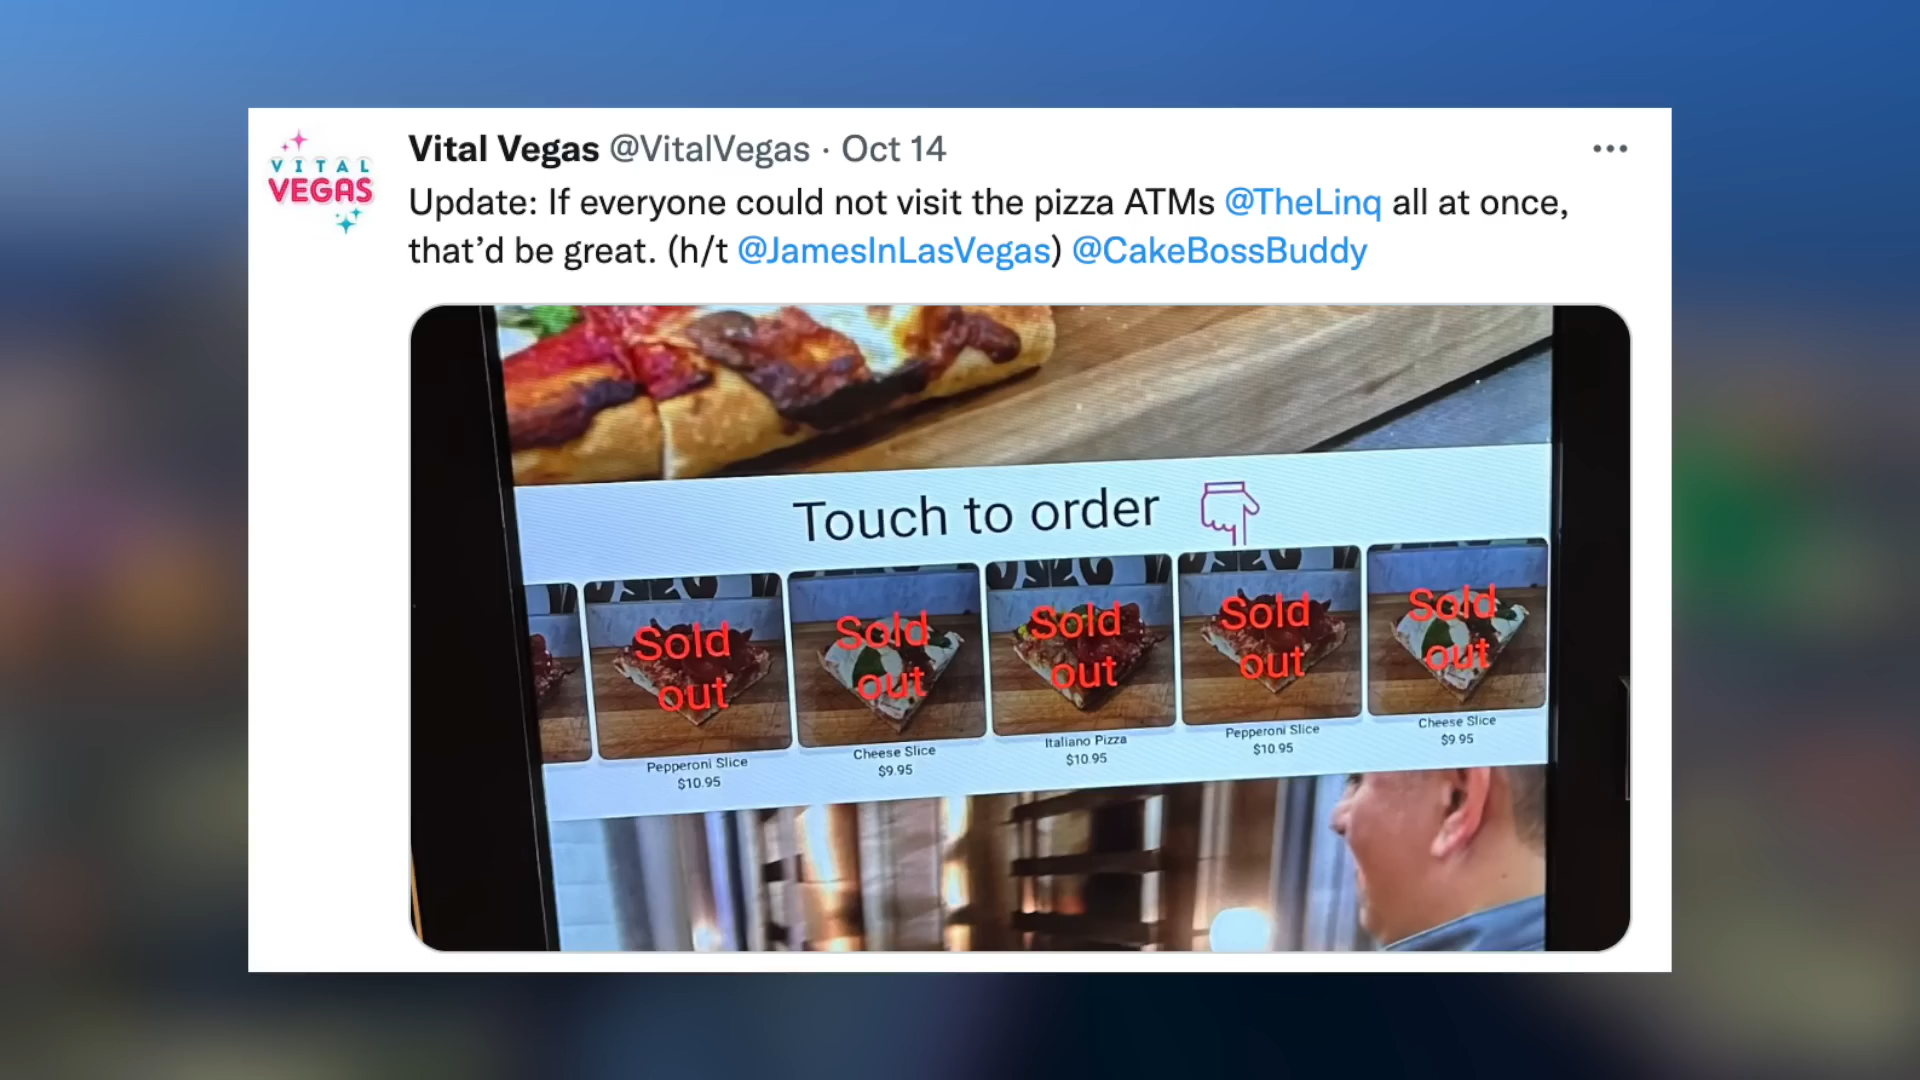 VITAL
VEGAS
Vital Vegas @VitalVegas · Oct 14
Update: If everyone could not visit the pizza ATMs @TheLinq all at once,
that’d be great. (h/t @JamesInLasVegas) @CakeBossBuddy
Touch to order
Sold
out
Sold
out
Sold
out
Sold
out
Sold
out
Pepperoni Slice
$10.95
Cheese Slice
$9.95
Italiano Pizza
$10.95
Pepperoni Slice
$10.95
Cheese Slice
$9.95